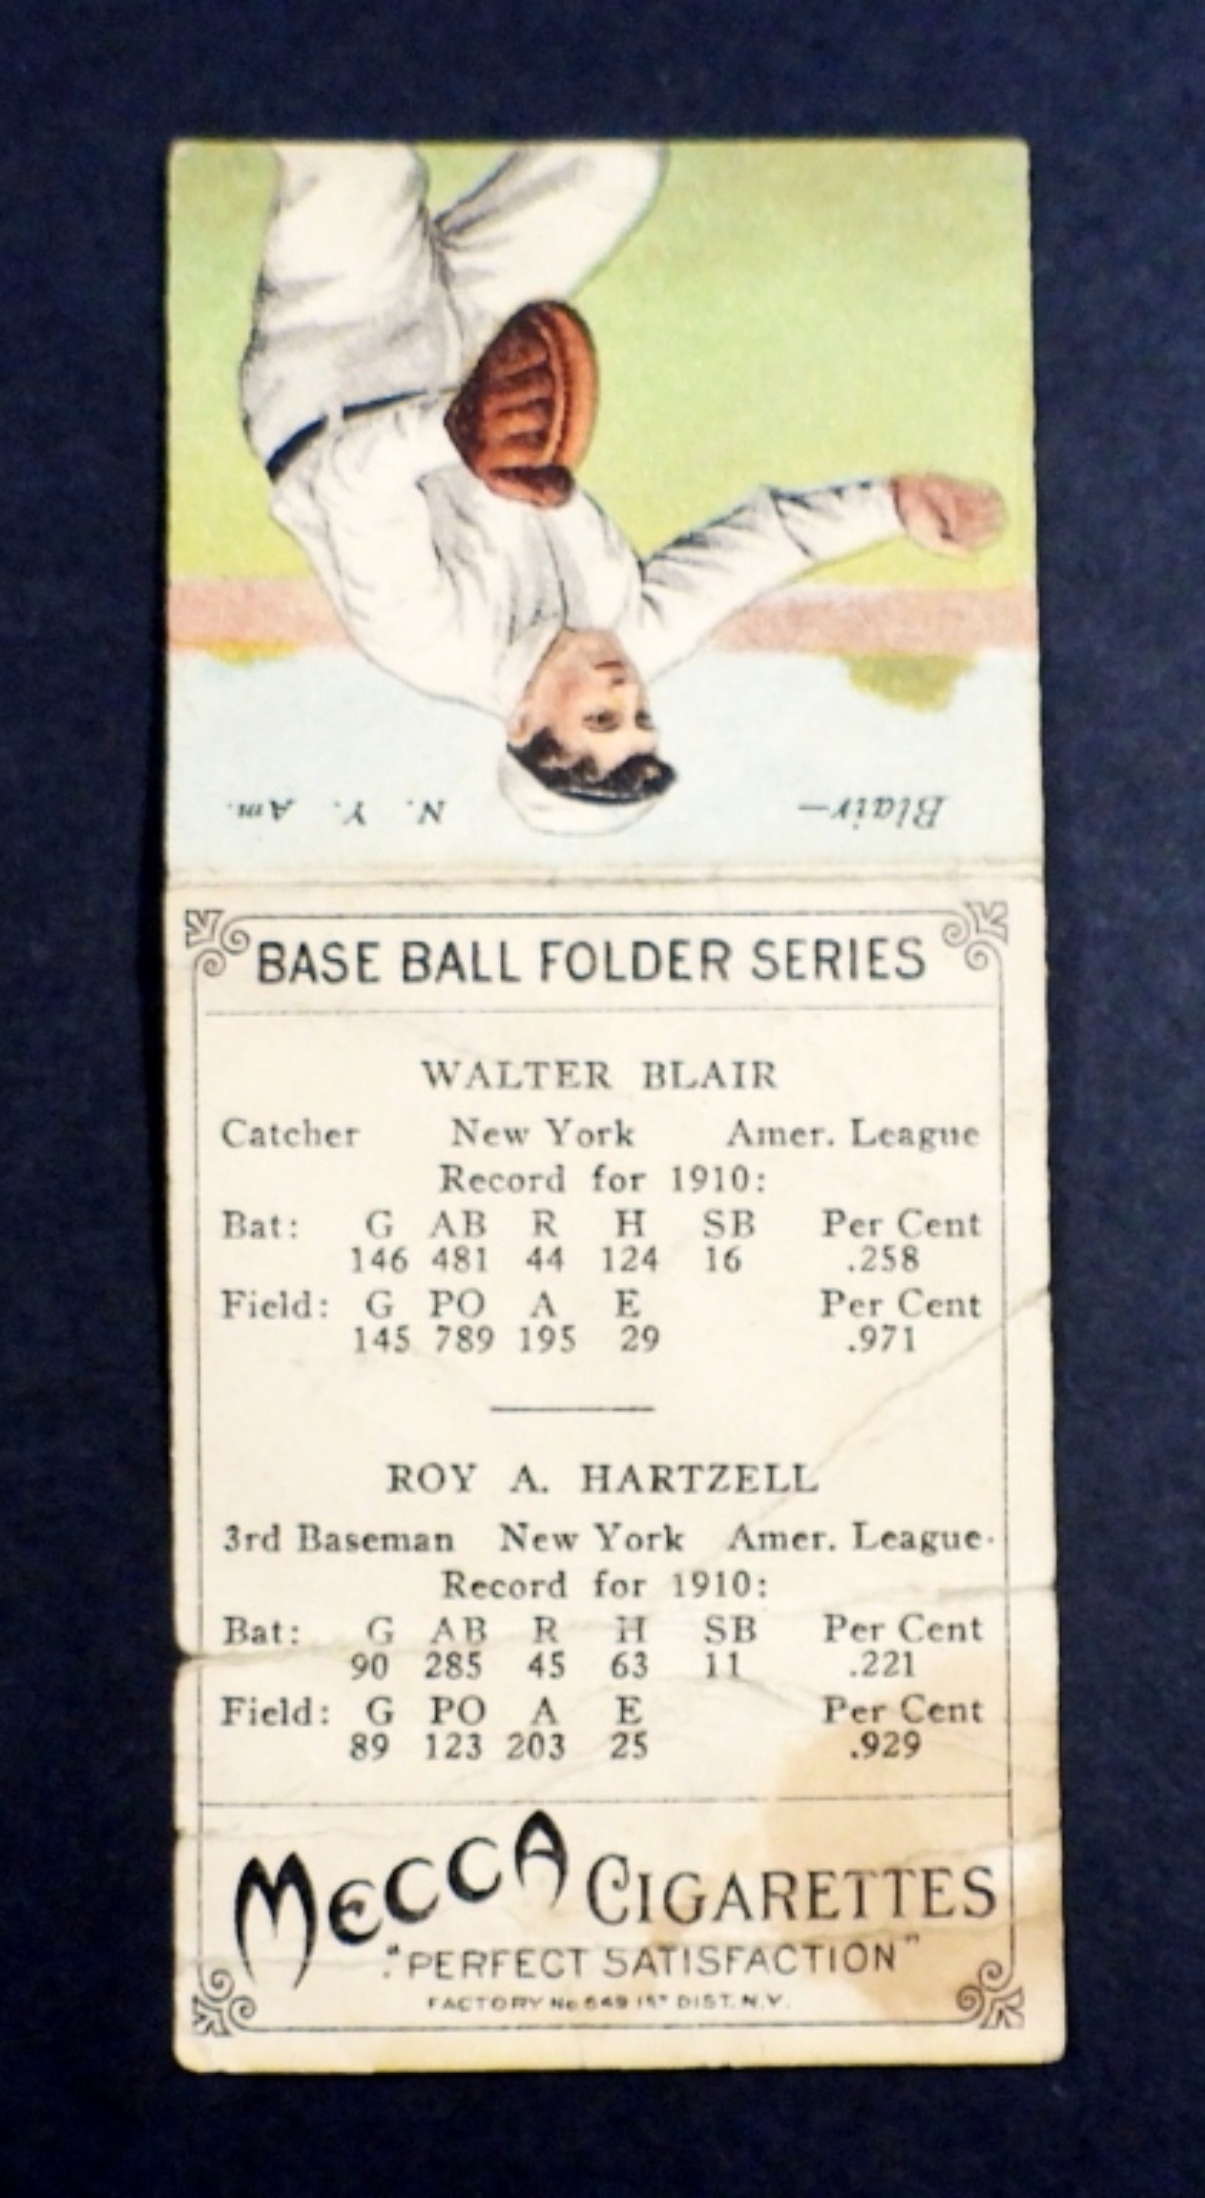 Blair— N. Y. Am.
BASE BALL FOLDER SERIES
WALTER BLAIR
Catcher New York Amer. League
Record for 1910:
Bat: G AB R H SB Per Cent
146 481 44 124 16 .258
Field: G PO A E Per Cent
145 789 195 29 .971
ROY A. HARTZELL
3rd Baseman New York Amer. League.
Record for 1910:
Bat: G AB R H SB Per Cent
90 285 45 63 11 .221
Field: G PO A E Per Cent
89 123 203 25 .929
MECCA CIGARETTES
"PERFECT SATISFACTION"
FACTORY No 649 1ST DIST. N.Y.